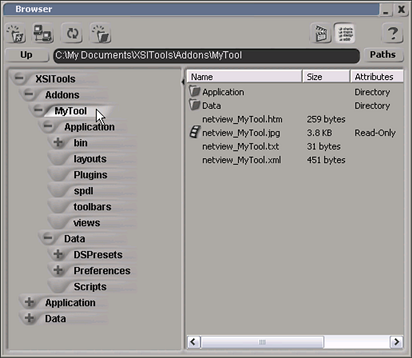 Browser
Up C:\My Documents\XSITools\Addons\MyTool Paths
XSITools
Addons
MyTool
Application
bin
layouts
Plugins
spdl
toolbars
views
Data
DSPresets
Preferences
Scripts
Application
Data
Name Size Attributes
Application Directory
Data Directory
netview_MyTool.htm 259 bytes
netview_MyTool.jpg 3.8 KB Read-Only
netview_MyTool.txt 31 bytes
netview_MyTool.xml 451 bytes